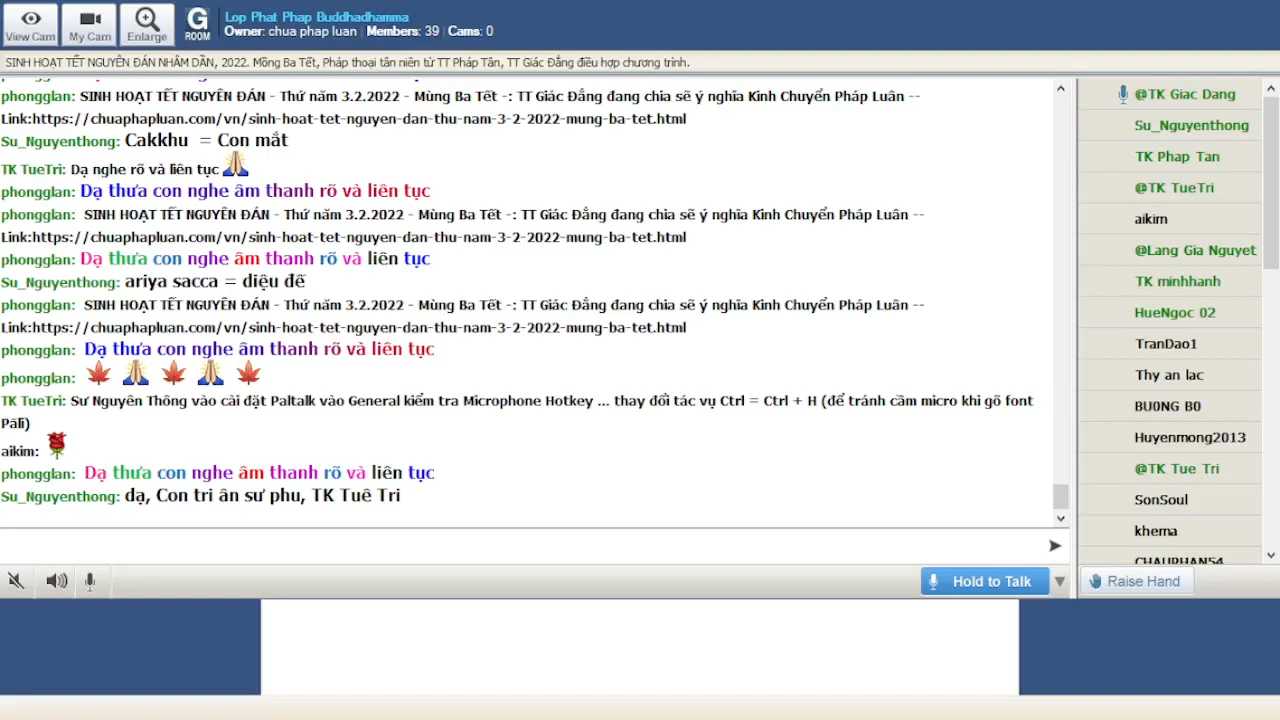 View Cam
My Cam
Enlarge
G
ROOM
Lop Phat Phap Buddhadhamma
Owner: chua phap luan | Members: 39 | Cams: 0
SINH HOẠT TẾT NGUYÊN ĐÁN NHÂM DẦN, 2022. Mồng Ba Tết, Pháp thoại tân niên từ TT Pháp Tân, TT Giác Đẳng điều hợp chương trình.
phongglan: SINH HOẠT TẾT NGUYÊN ĐÁN - Thứ năm 3.2.2022 - Mùng Ba Tết -: TT Giác Đẳng đang chia sẽ ý nghĩa Kinh Chuyển Pháp Luân --
Link:https://chuaphapluan.com/vn/sinh-hoat-tet-nguyen-dan-thu-nam-3-2-2022-mung-ba-tet.html
Su_Nguyenthong: Cakkhu = Con mắt
TK TueTri: Dạ nghe rõ và liên tục
phongglan: Dạ thưa con nghe âm thanh rõ và liên tục
phongglan: SINH HOẠT TẾT NGUYÊN ĐÁN - Thứ năm 3.2.2022 - Mùng Ba Tết -: TT Giác Đẳng đang chia sẽ ý nghĩa Kinh Chuyển Pháp Luân --
Link:https://chuaphapluan.com/vn/sinh-hoat-tet-nguyen-dan-thu-nam-3-2-2022-mung-ba-tet.html
phongglan: Dạ thưa con nghe âm thanh rõ và liên tục
Su_Nguyenthong: ariya sacca = diệu đế
phongglan: SINH HOẠT TẾT NGUYÊN ĐÁN - Thứ năm 3.2.2022 - Mùng Ba Tết -: TT Giác Đẳng đang chia sẽ ý nghĩa Kinh Chuyển Pháp Luân --
Link:https://chuaphapluan.com/vn/sinh-hoat-tet-nguyen-dan-thu-nam-3-2-2022-mung-ba-tet.html
phongglan: Dạ thưa con nghe âm thanh rõ và liên tục
phongglan:
TK TueTri: Sư Nguyên Thông vào cài đặt Paltalk vào General kiểm tra Microphone Hotkey ... thay đổi tác vụ Ctrl = Ctrl + H (để tránh cầm micro khi gõ font
Pāli)
aikim:
phongglan: Dạ thưa con nghe âm thanh rõ và liên tục
Su_Nguyenthong: dạ, Con tri ân sư phu, TK Tuê Tri
Hold to Talk
@TK Giac Dang
Su_Nguyenthong
TK Phap Tan
@TK TueTri
aikim
@Lang Gia Nguyet
TK minhhanh
HueNgoc 02
TranDao1
Thy an lac
BU0NG B0
Huyenmong2013
@TK Tue Tri
SonSoul
khema
CHAUPHAN54
Raise Hand